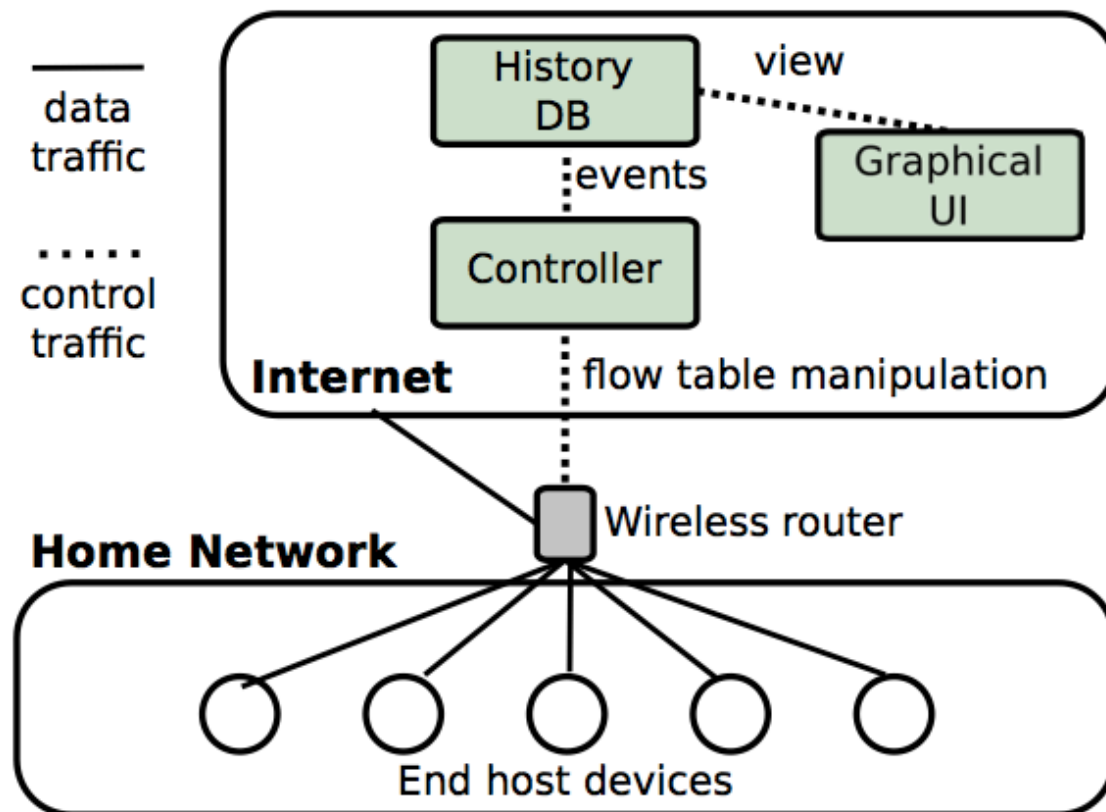 data
traffic
control
traffic
History
DB
view
Graphical
UI
events
Controller
flow table manipulation
Internet
Wireless router
Home Network
End host devices